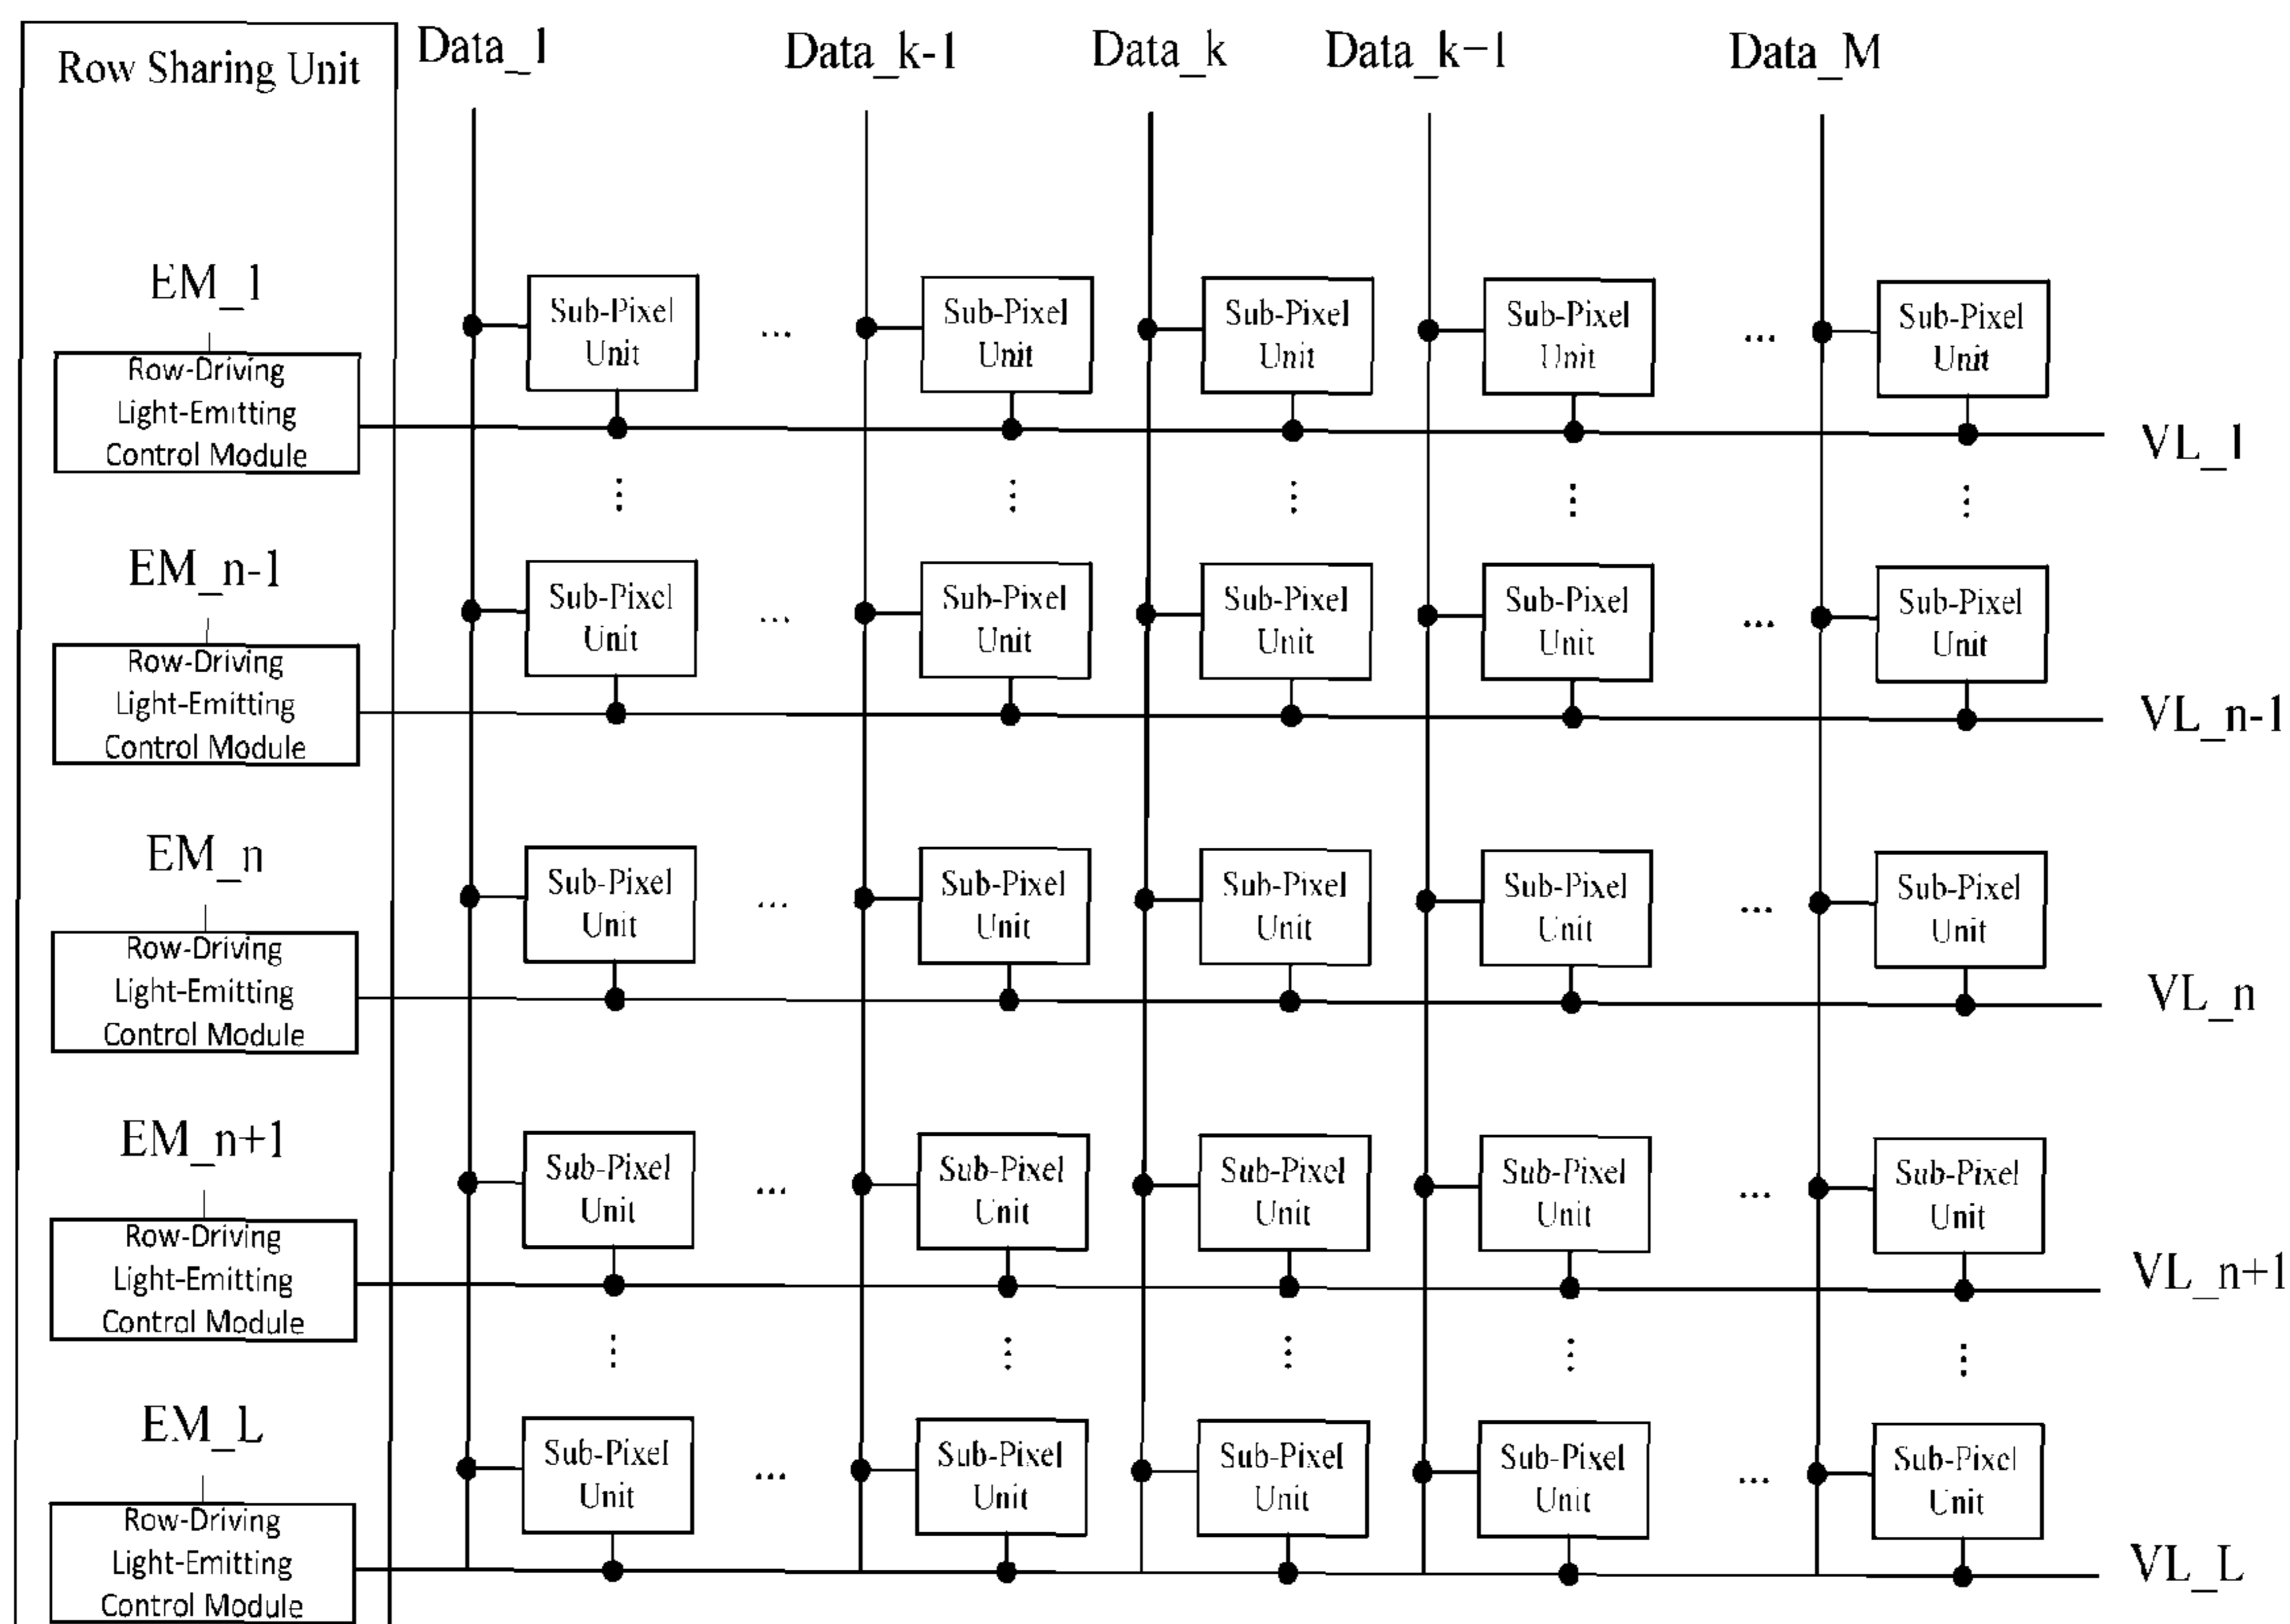 Row Sharing Unit
Data_1
Data_k-1
Data_k
Data_k-1
Data_M
EM_1
Row-Driving
Light-Emitting
Control Module
Sub-Pixel
Unit
...
Sub-Pixel
Unit
Sub-Pixel
Unit
Sub-Pixel
Unit
...
Sub-Pixel
Unit
VL_1
EM_n-1
Row-Driving
Light-Emitting
Control Module
Sub-Pixel
Unit
...
Sub-Pixel
Unit
Sub-Pixel
Unit
Sub-Pixel
Unit
...
Sub-Pixel
Unit
VL_n-1
EM_n
Row-Driving
Light-Emitting
Control Module
Sub-Pixel
Unit
...
Sub-Pixel
Unit
Sub-Pixel
Unit
Sub-Pixel
Unit
...
Sub-Pixel
Unit
VL_n
EM_n+1
Row-Driving
Light-Emitting
Control Module
Sub-Pixel
Unit
...
Sub-Pixel
Unit
Sub-Pixel
Unit
Sub-Pixel
Unit
...
Sub-Pixel
Unit
VL_n+1
EM_L
Row-Driving
Light-Emitting
Control Module
Sub-Pixel
Unit
...
Sub-Pixel
Unit
Sub-Pixel
Unit
Sub-Pixel
Unit
...
Sub-Pixel
Unit
VL_L